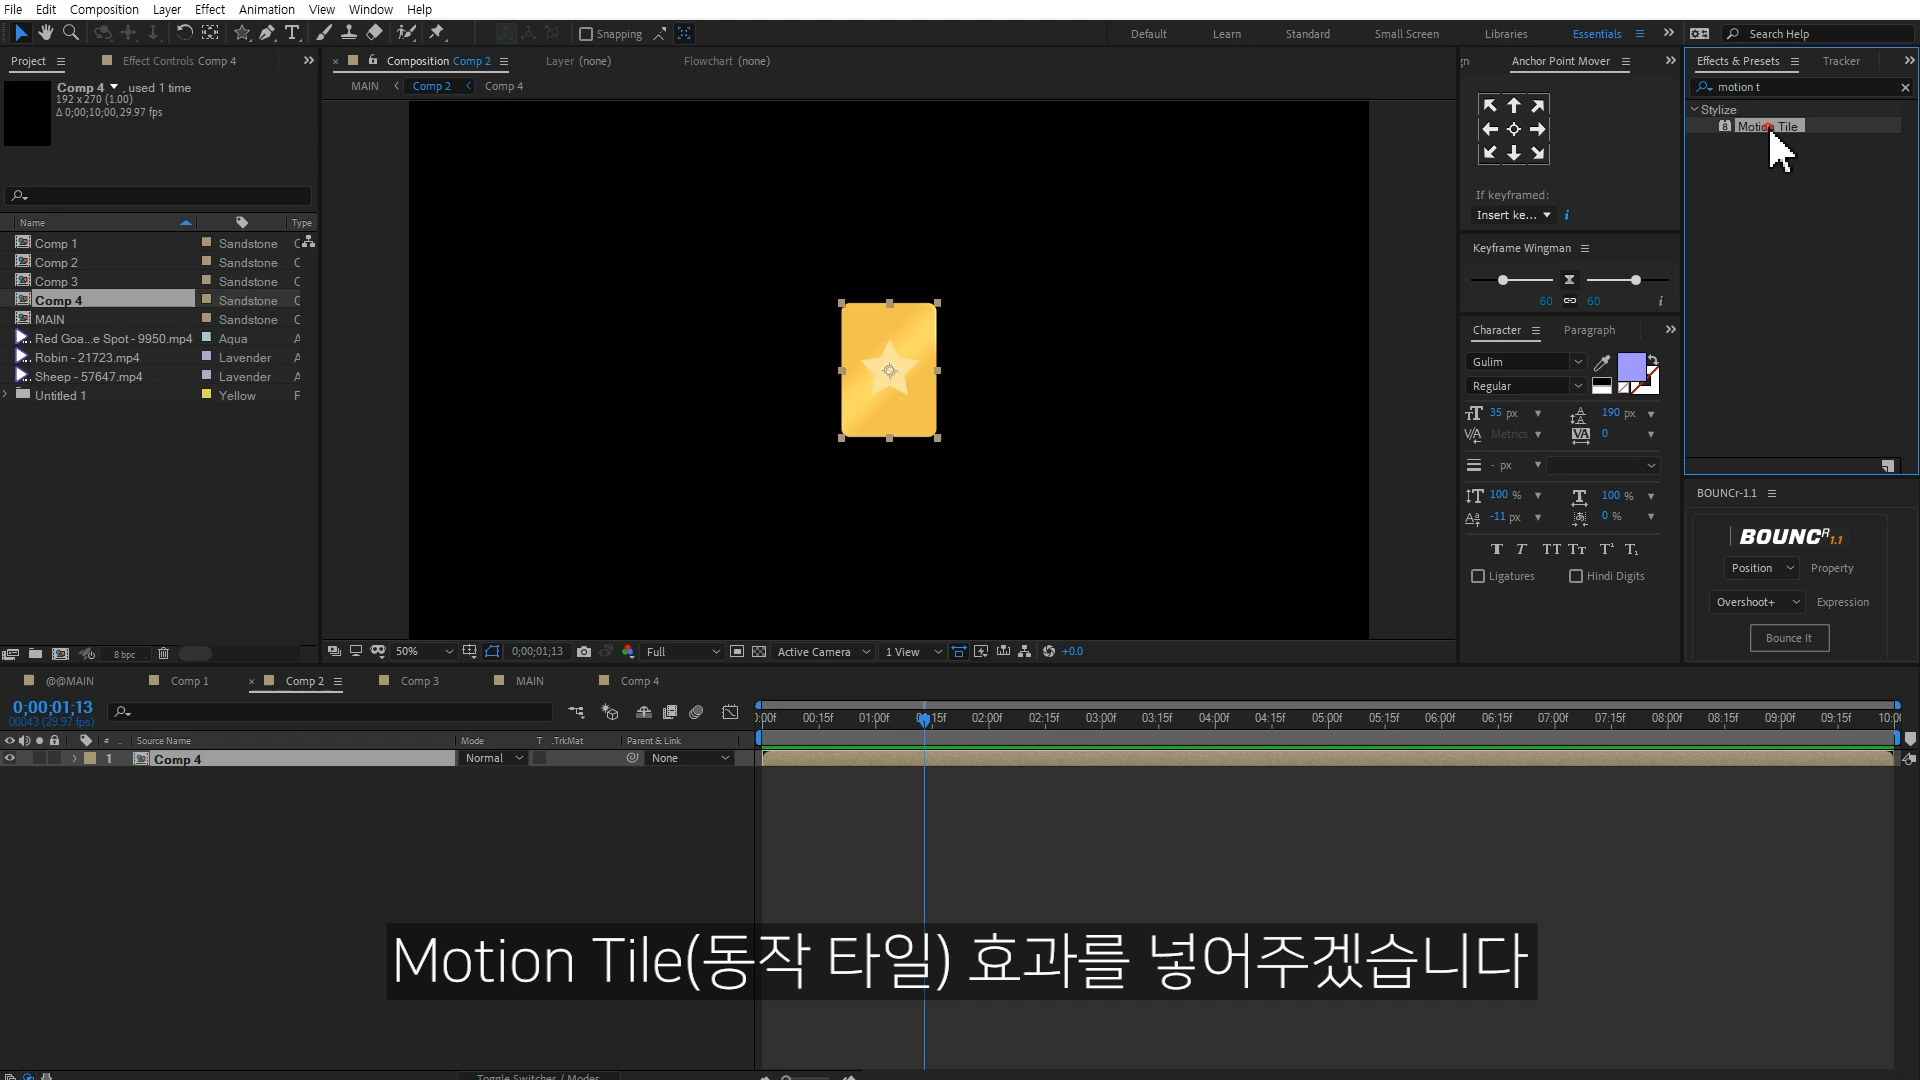 File Edit Composition Layer Effect Animation View Window Help
Snapping
Default Learn Standard Small Screen Libraries Essentials
Search Help
Project Effect Controls Comp 4
Composition Comp 2 Layer (none) Flowchart (none)
MAIN Comp 2 Comp 4
Comp 4 , used 1 time
192 x 270 (1.00)
Δ 0;00;10;00, 29.97 fps
Name Type
Comp 1 Sandstone C
Comp 2 Sandstone C
Comp 3 Sandstone C
Comp 4 Sandstone C
MAIN Sandstone C
Red Goa...e Spot - 9950.mp4 Aqua A
Robin - 21723.mp4 Lavender A
Sheep - 57647.mp4 Lavender A
Untitled 1 Yellow F
8 bpc
50% 0;00;01;13 Full Active Camera 1 View +0.0
gn Anchor Point Mover
If keyframed:
Insert ke...
Keyframe Wingman
60 60
Character Paragraph
Gulim
Regular
35 px 190 px
Metrics 0
- px
100 % 100 %
-11 px 0 %
T T TT Tt T¹ T₁
Ligatures Hindi Digits
Effects & Presets Tracker
motion t
Stylize
Motion Tile
BOUNCr-1.1
BOUNCR 1.1
Position Property
Overshoot+ Expression
Bounce It
@@MAIN Comp 1 Comp 2 Comp 3 MAIN Comp 4
0;00;01;13
00043 (29.97 fps)
# Source Name Mode T .TrkMat Parent & Link
1 Comp 4 Normal None
):00f 00:15f 01:00f 15f 02:00f 02:15f 03:00f 03:15f 04:00f 04:15f 05:00f 05:15f 06:00f 06:15f 07:00f 07:15f 08:00f 08:15f 09:00f 09:15f 10:0
Motion Tile(동작 타일) 효과를 넣어주겠습니다
Toggle Switches / Modes